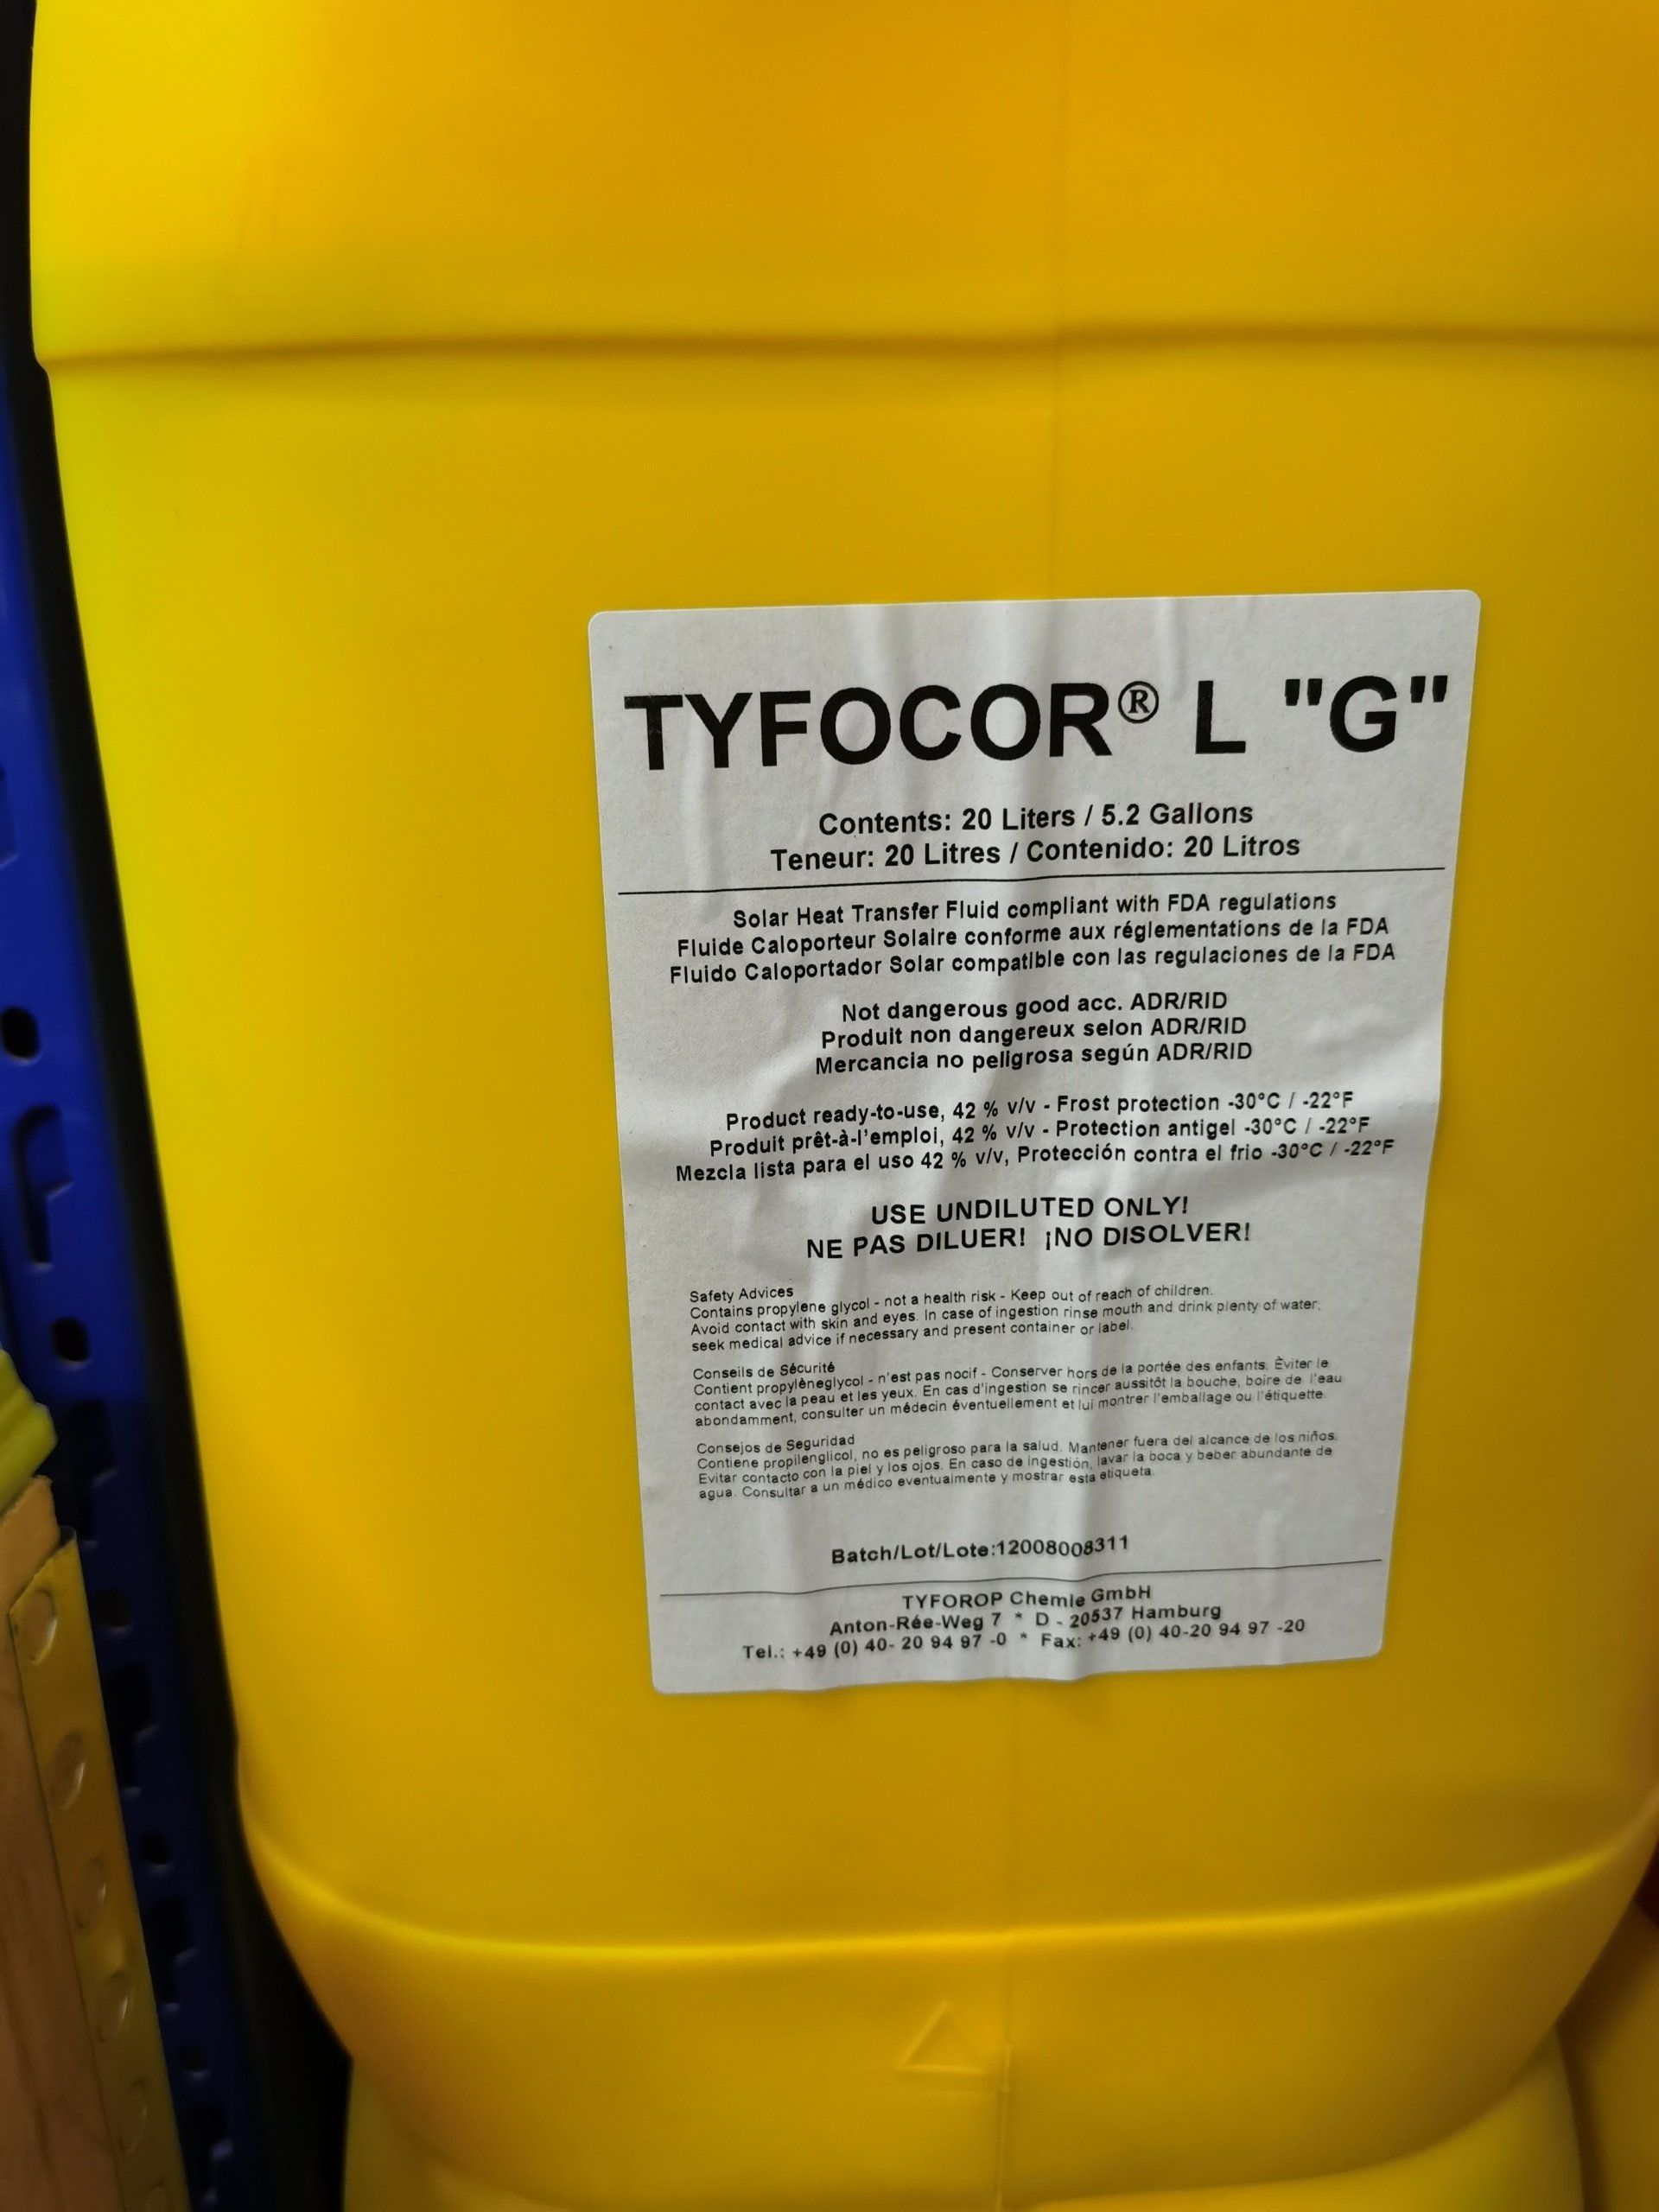 TYFOCOR® L "G"
Contents: 20 Liters / 5.2 Gallons
Teneur: 20 Litres / Contenido: 20 Litros
Solar Heat Transfer Fluid compliant with FDA regulations
Fluide Caloporteur Solaire conforme aux réglementations de la FDA
Fluido Caloportador Solar compatible con las regulaciones de la FDA
Not dangerous good acc. ADR/RID
Produit non dangereux selon ADR/RID
Mercancia no peligrosa según ADR/RID
Product ready-to-use, 42 % v/v - Frost protection -30°C / -22°F
Produit prêt-à-l'emploi, 42 % v/v - Protection antigel -30°C / -22°F
Mezcla lista para el uso 42 % v/v, Protección contra el frio -30°C / -22°F
USE UNDILUTED ONLY!
NE PAS DILUER! ¡NO DISOLVER!
Safety Advices
Contains propylene glycol - not a health risk - Keep out of reach of children.
Avoid contact with skin and eyes. In case of ingestion rinse mouth and drink plenty of water,
seek medical advice if necessary and present container or label.
Conseils de Sécurité
Contient propylèneglycol - n'est pas nocif - Conserver hors de la portée des enfants. Èviter le
contact avec la peau et les yeux. En cas d'ingestion se rincer aussitôt la bouche, boire de l'eau
abondamment, consulter un médecin éventuellement et lui montrer l'emballage ou l'étiquette.
Consejos de Seguridad
Contiene propilenglicol, no es peligroso para la salud. Mantener fuera del alcance de los niños.
Evitar contacto con la piel y los ojos. En caso de ingestión, lavar la boca y beber abundante de
agua. Consultar a un médico eventualmente y mostrar esta etiqueta.
Batch/Lot/Lote:12008008311
TYFOROP Chemie GmbH
Anton-Rée-Weg 7 * D - 20537 Hamburg
Tel.: +49 (0) 40- 20 94 97 -0 * Fax: +49 (0) 40-20 94 97 -20